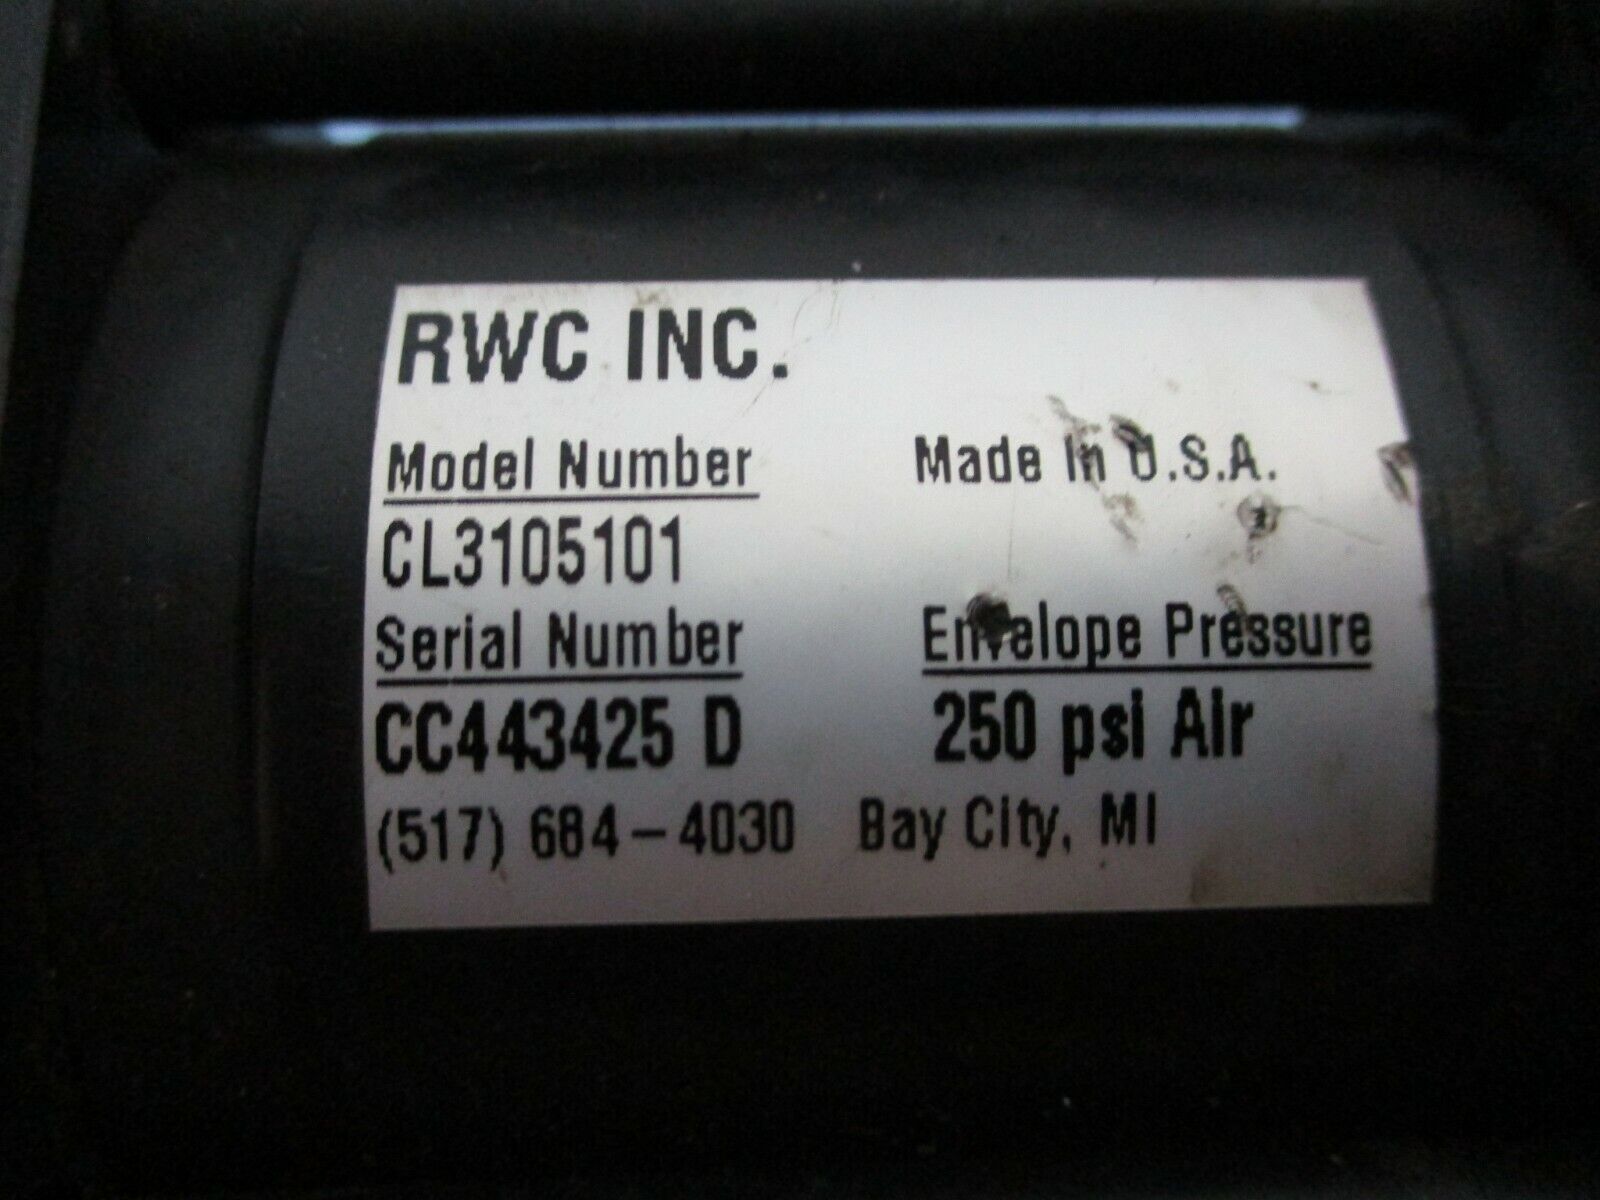 RWC INC.
Model Number Made In U.S.A.
CL3105101
Serial Number Envelope Pressure
CC443425 D 250 psi Air
(517) 684-4030 Bay City, MI